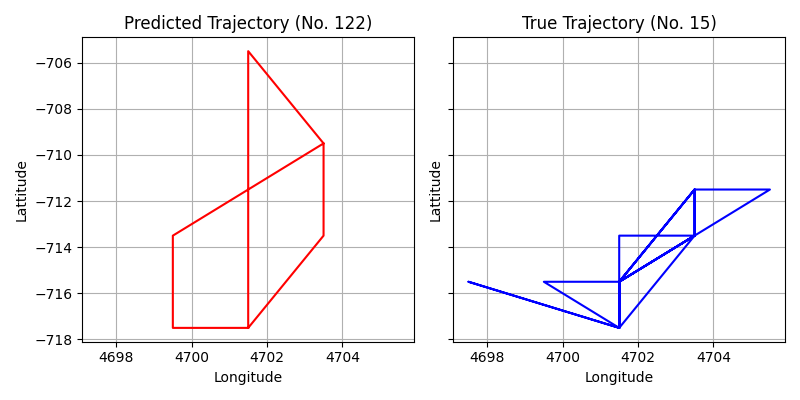 Predicted Trajectory (No. 122)
True Trajectory (No. 15)
Lattitude
−706
−708
−710
−712
−714
−716
−718
4698
4700
4702
4704
Longitude
Lattitude
4698
4700
4702
4704
Longitude